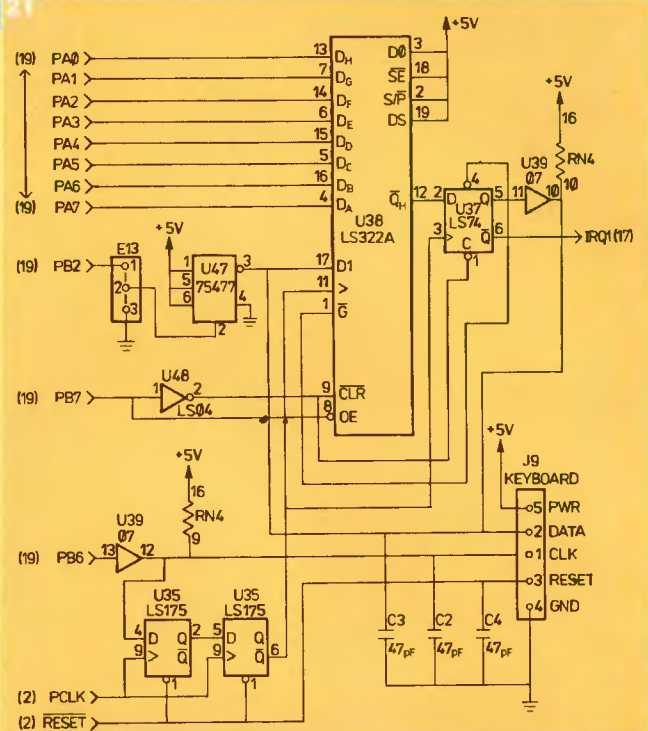 21
+5V
(19) PA0 13 DH D0 3
PA1 7 DG SE 18
PA2 14 DF S/P 2
PA3 6 DE DS 19
PA4 15 DD
PA5 5 DC
PA6 16 DB
(19) PA7 4 DA
+5V
16
RN4
10
U39
07
11 10
U38
LS322A
QH 12 2 D Q 5
4
U37
LS74
3 > Q 6
C 1
IRQ1(17)
E13
+5V
(19) PB2 1
2
3
1
5
6
U47
75477
3
4
2
17 D1
11 >
1 G
U48
(19) PB7 1 2
LS04
9 CLR
8 OE
+5V
16
RN4
9
+5V
J9
KEYBOARD
5 PWR
2 DATA
1 CLK
3 RESET
4 GND
U39
07
(19) PB6 13 12
U35
LS175
U35
LS175
4 D Q 2 5 D Q
9 > Q 9 > Q 6
1 1
C3
47pF
C2
47pF
C4
47pF
(2) PCLK
(2) RESET